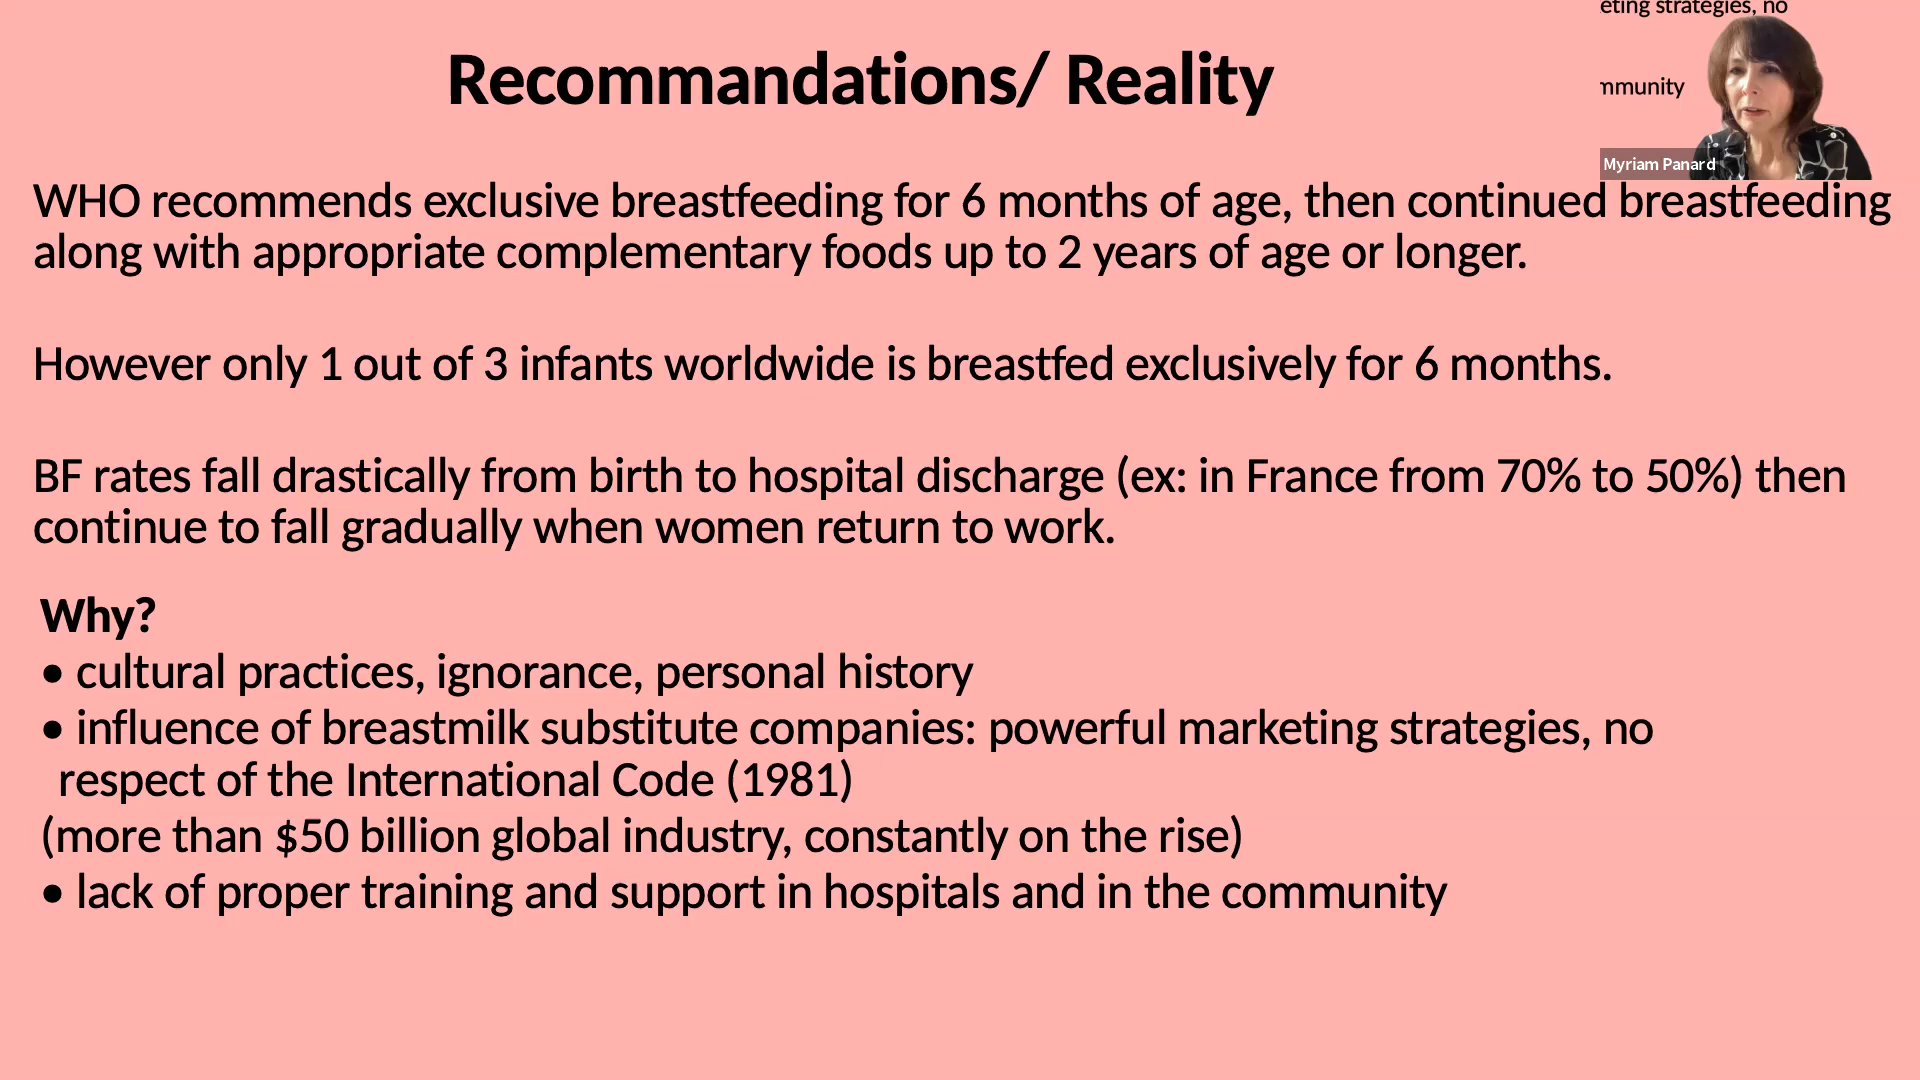 eting strategies, no
Recommandations/ Reality
mmunity
Myriam Panard
WHO recommends exclusive breastfeeding for 6 months of age, then continued breastfeeding
along with appropriate complementary foods up to 2 years of age or longer.
However only 1 out of 3 infants worldwide is breastfed exclusively for 6 months.
BF rates fall drastically from birth to hospital discharge (ex: in France from 70% to 50%) then
continue to fall gradually when women return to work.
Why?
• cultural practices, ignorance, personal history
• influence of breastmilk substitute companies: powerful marketing strategies, no
respect of the International Code (1981)
(more than $50 billion global industry, constantly on the rise)
• lack of proper training and support in hospitals and in the community